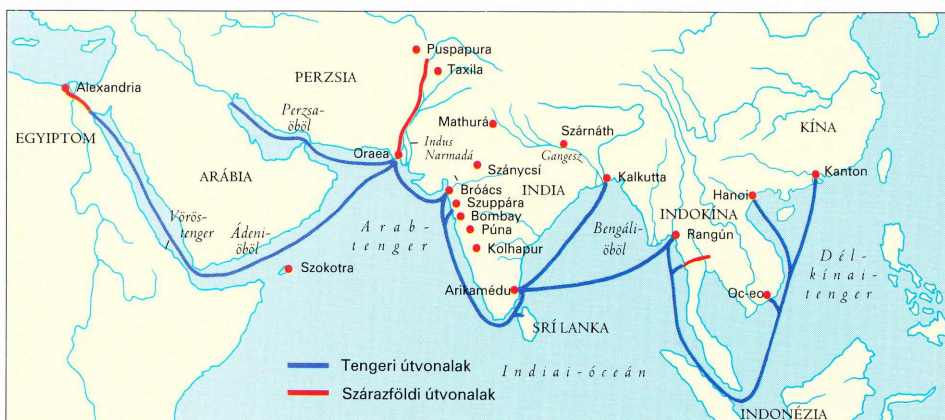 Puspapura
Taxila
PERZSIA
Alexandria
Perzsa-
öböl
Mathurá
Szárnáth
KÍNA
EGYIPTOM
Indus
Narmadá
Gangesz
Oraea
Szánycsí
ARÁBIA
INDIA
Kalkutta
Kanton
Bróács
Hanoi
Szuppára
Vörös-
tenger
Ádeni-
öböl
Arab-
tenger
Bombay
Bengáli-
öböl
INDOKÍNA
Púna
Rangún
Kolhapur
Dél-
kínai-
tenger
Szokotra
Arikamédu
Oc-eo
SRÍ LANKA
Tengeri útvonalak
Indiai-óceán
Szárazföldi útvonalak
INDONÉZIA